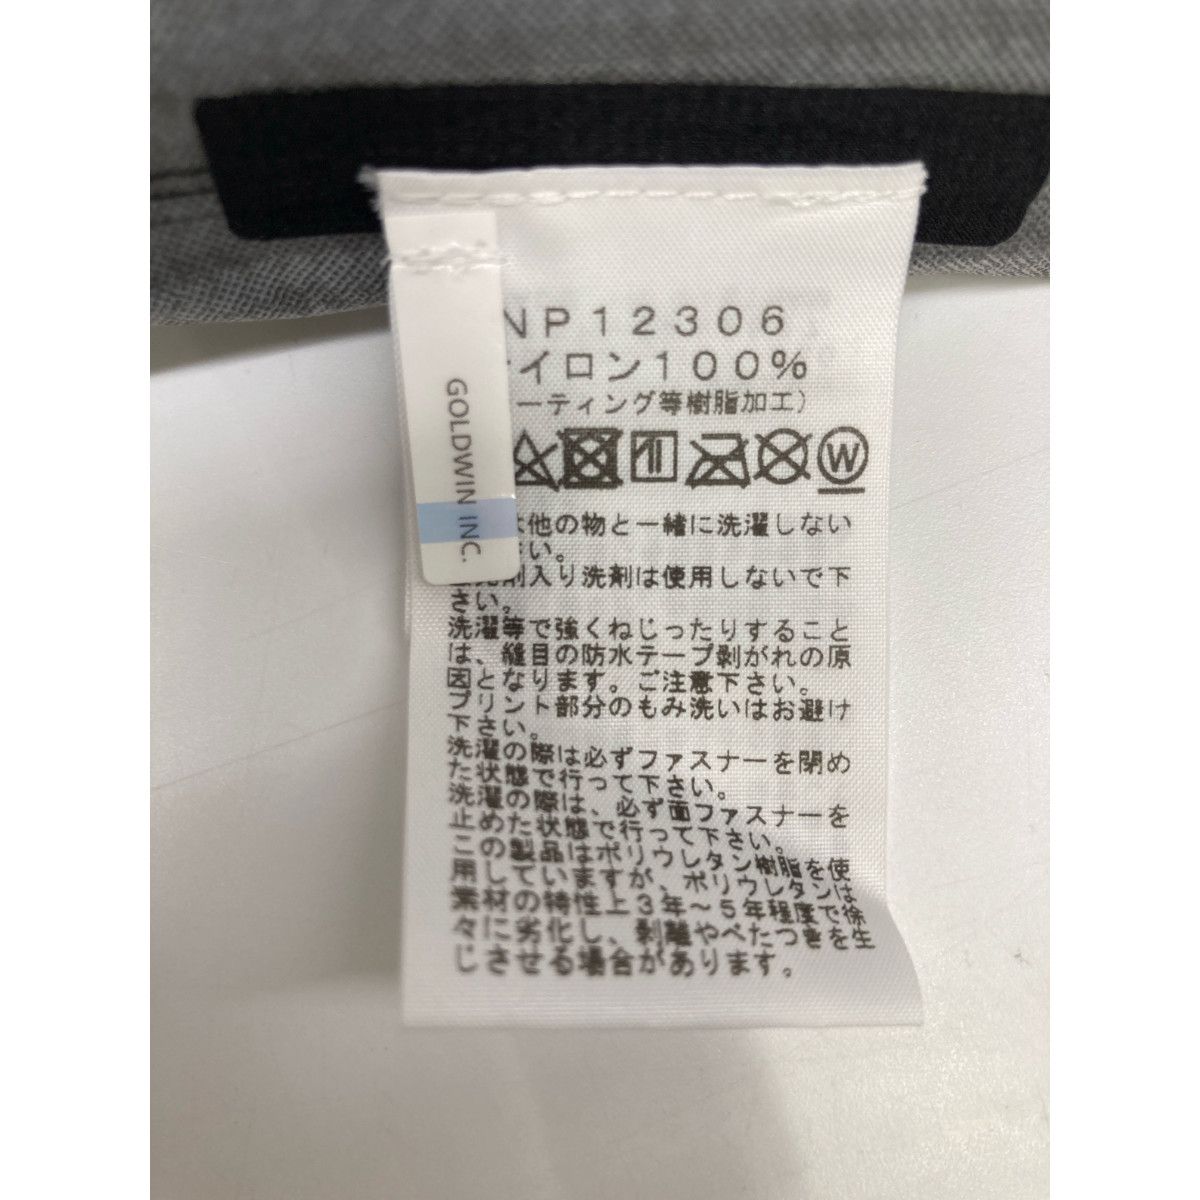 NP12306
イロン100%
ーティング等樹脂加工)
W
GOLDWIN INC.
他の物と一緒に洗濯しない
さい。
剤入り洗剤は使用しないで下
さい。
洗濯等で強くねじったりすること
は、縫目の防水テープ剥がれの原
因となります。ご注意下さい。
プリント部分のもみ洗いはお避け
下さい。
洗濯の際は必ずファスナーを閉め
た状態で行って下さい。
洗濯の際は、必ず面ファスナーを
止めた状態で行って下さい。
この製品はポリウレタン樹脂を使
用していますが、ポリウレタンは
素材の特性上3年~5年程度で徐
々に劣化し、剥離やべたつきを生
じさせる場合があります。